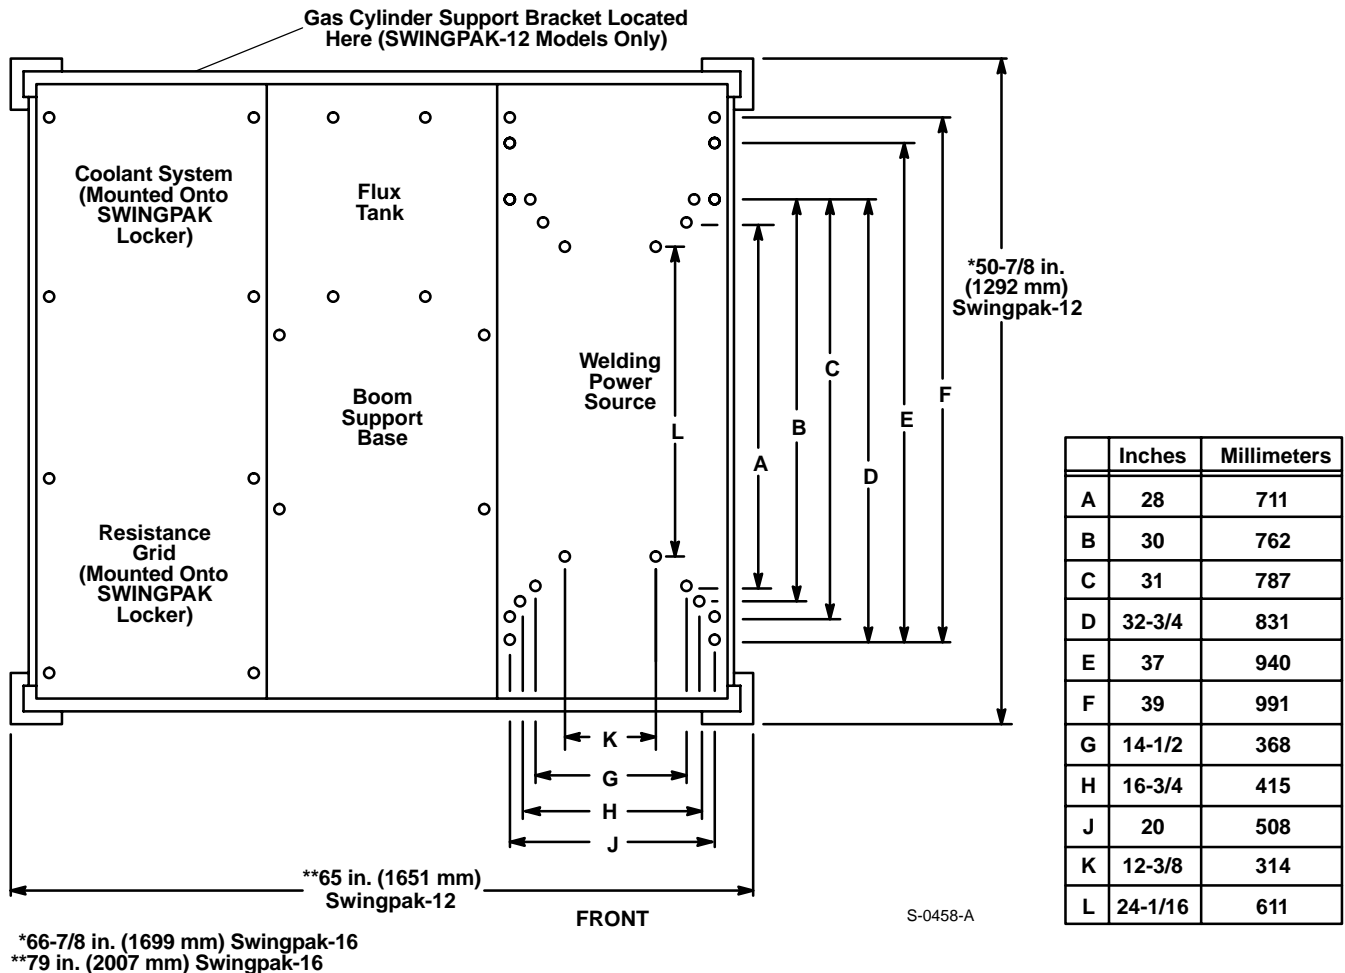 Gas Cylinder Support Bracket Located
Here (SWINGPAK-12 Models Only)
Coolant System
(Mounted Onto
SWINGPAK
Locker)
Flux
Tank
*50-7/8 in.
(1292 mm)
Swingpak-12
Welding
Power
Source
Boom
Support
Base
C
F
E
B
L
A
D
Resistance
Grid
(Mounted Onto
SWINGPAK
Locker)
K
G
H
J
**65 in. (1651 mm)
Swingpak-12
FRONT
S-0458-A
*66-7/8 in. (1699 mm) Swingpak-16
**79 in. (2007 mm) Swingpak-16
Inches Millimeters
A 28 711
B 30 762
C 31 787
D 32-3/4 831
E 37 940
F 39 991
G 14-1/2 368
H 16-3/4 415
J 20 508
K 12-3/8 314
L 24-1/16 611